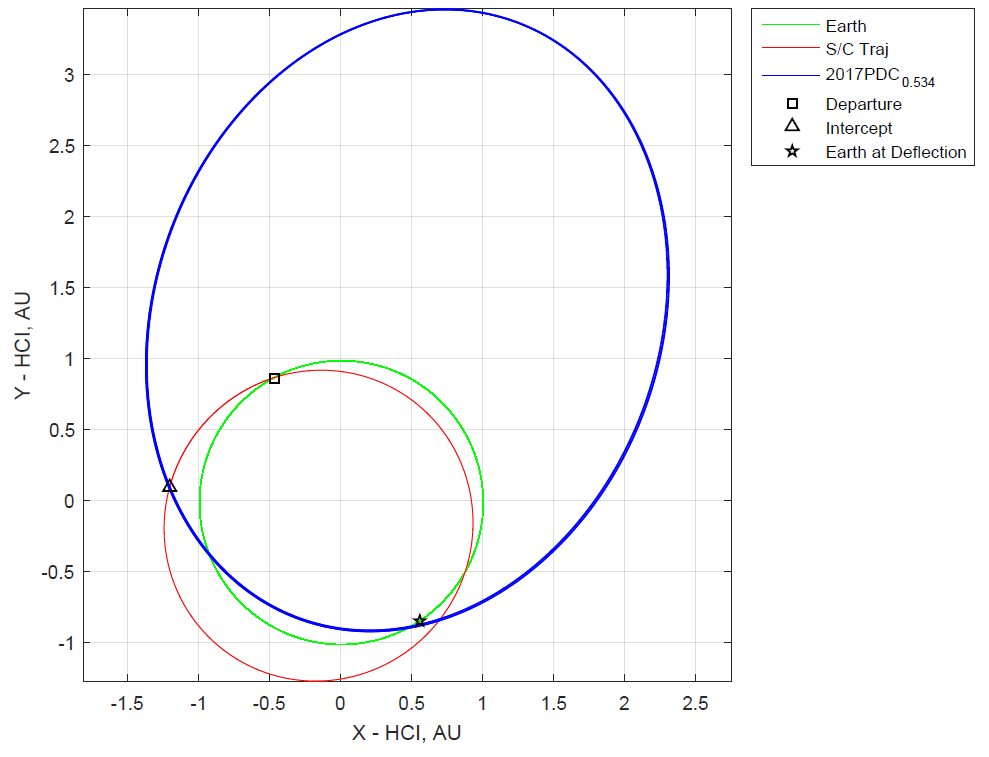 Earth
S/C Traj
2017PDC0.534
Departure
Intercept
Earth at Deflection
3
2.5
2
1.5
1
0.5
0
-0.5
-1
Y - HCI, AU
-1.5 -1 -0.5 0 0.5 1 1.5 2 2.5
X - HCI, AU